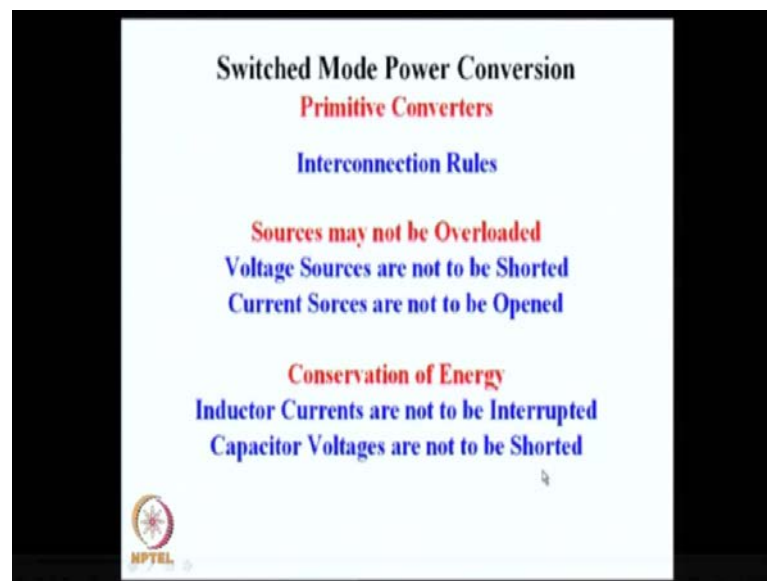 Switched Mode Power Conversion
Primitive Converters
Interconnection Rules
Sources may not be Overloaded
Voltage Sources are not to be Shorted
Current Sorces are not to be Opened
Conservation of Energy
Inductor Currents are not to be Interrupted
Capacitor Voltages are not to be Shorted
NPTEL